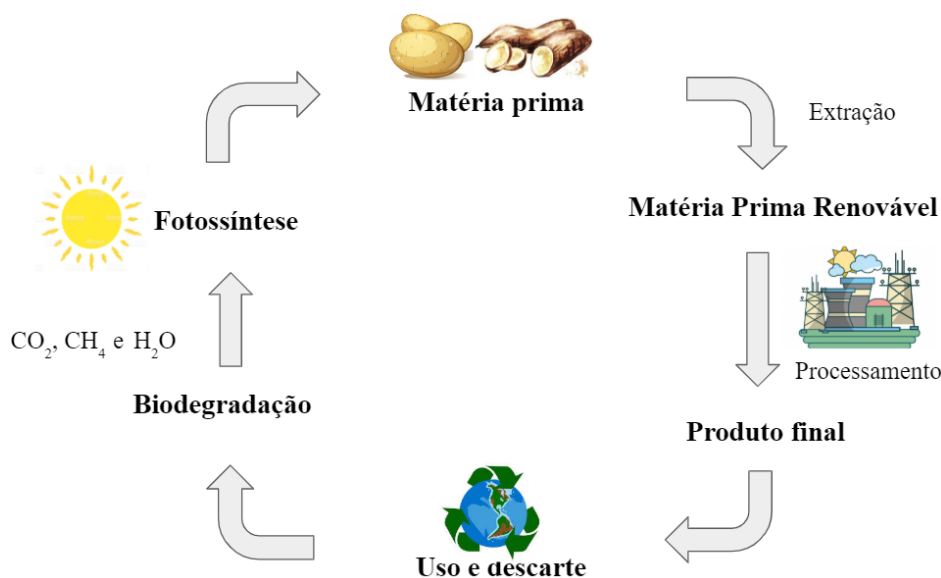 Matéria prima
Extração
Matéria Prima Renovável
Processamento
Produto final
Uso e descarte
Biodegradação
CO₂, CH₄ e H₂O
Fotossíntese